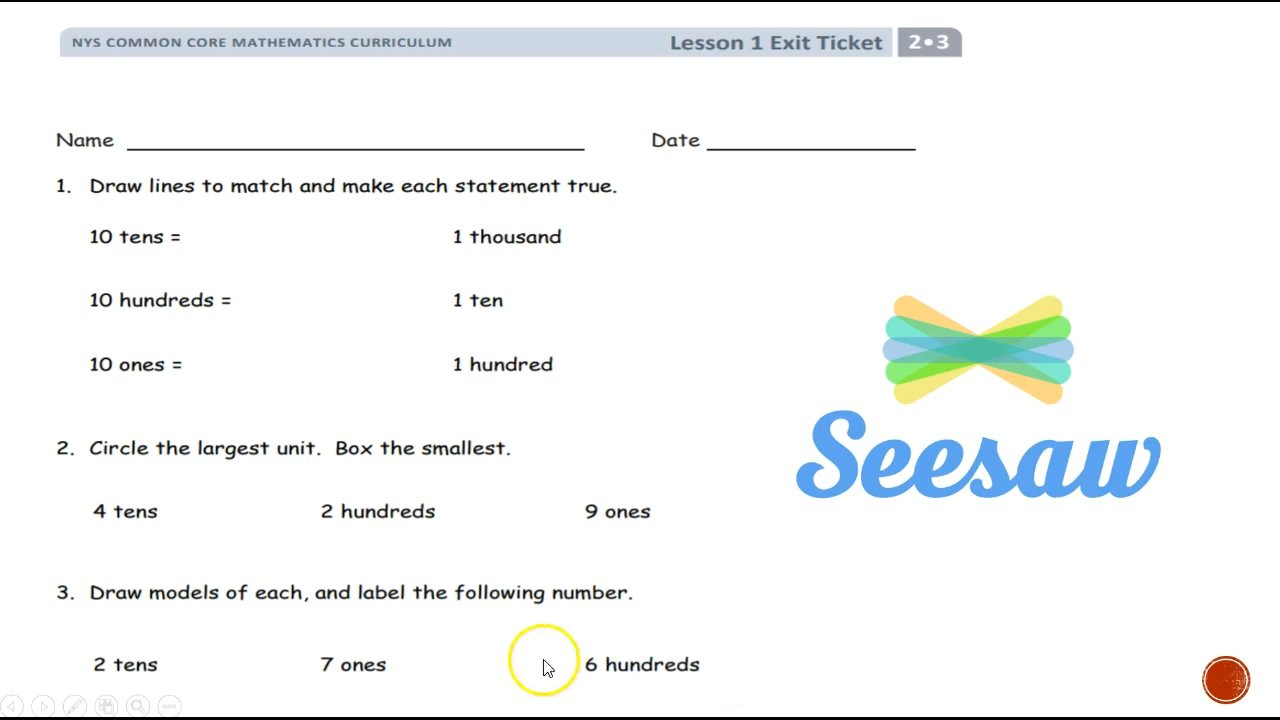 NYS COMMON CORE MATHEMATICS CURRICULUM Lesson 1 Exit Ticket 2•3
Name Date
1. Draw lines to match and make each statement true.
10 tens = 1 thousand
10 hundreds = 1 ten
10 ones = 1 hundred
Seesaw
2. Circle the largest unit. Box the smallest.
4 tens 2 hundreds 9 ones
3. Draw models of each, and label the following number.
2 tens 7 ones 6 hundreds